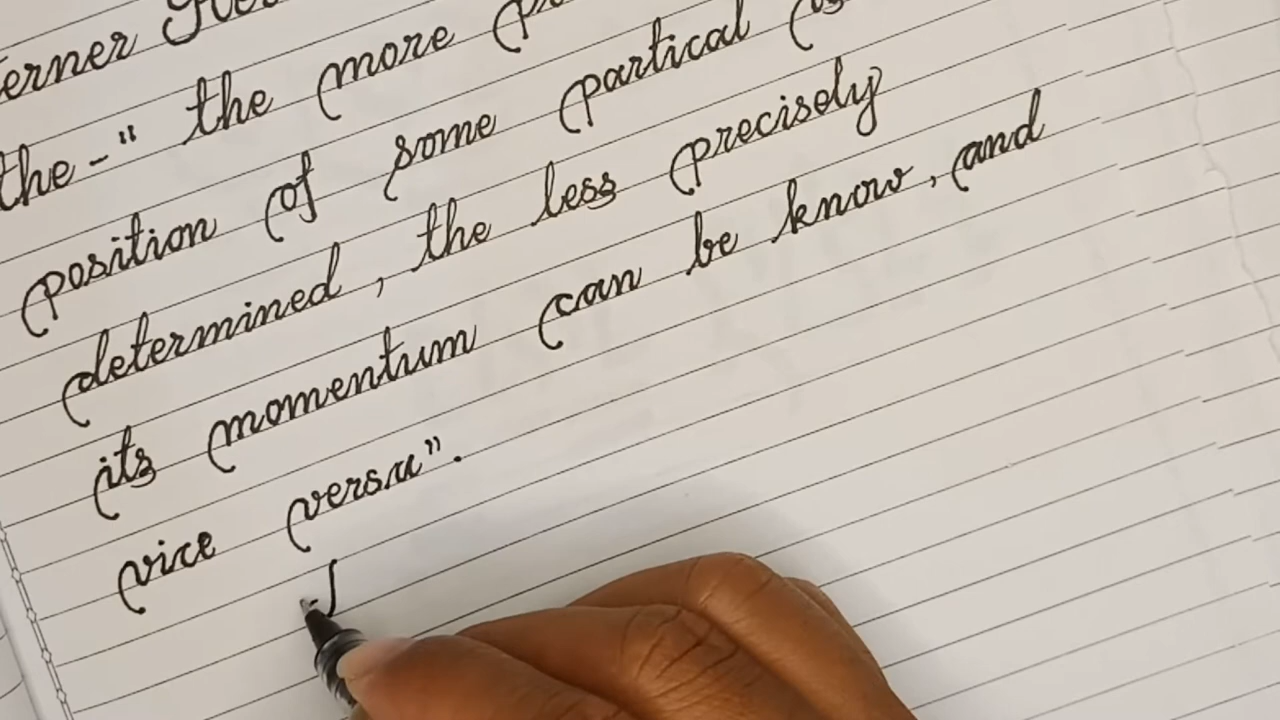 erner
the-" the more
position of some partical
determined, the less precisely
its momentum can be know, and
vice versa".